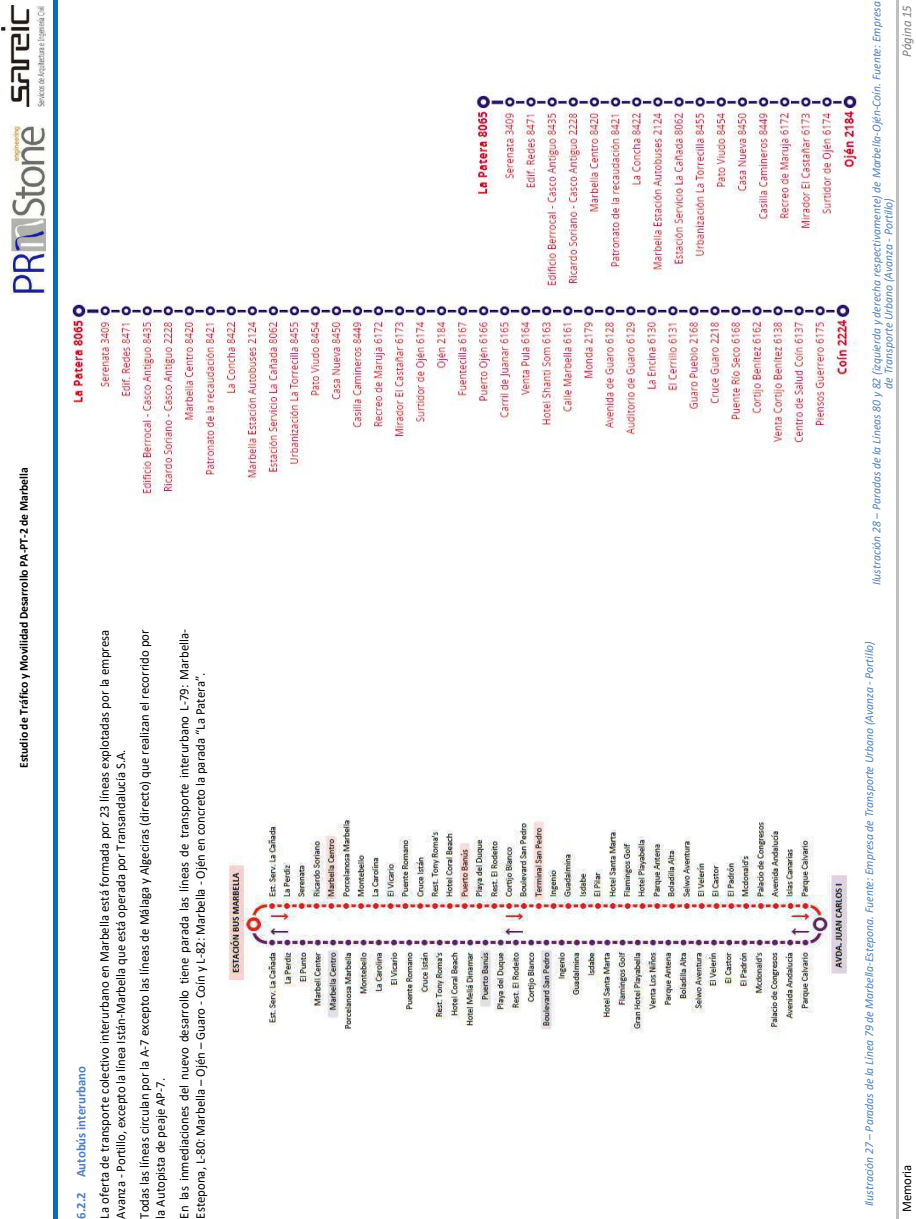 Estudio de Tráfico y Movilidad Desarrollo PA-PT-2 de Marbella
PRmStone
engineering
sareic
Servicios de Arquitectura e Ingeniería Civil
6.2.2 Autobús interurbano
La oferta de transporte colectivo interurbano en Marbella está formada por 23 líneas explotadas por la empresa
Avanza - Portillo, excepto la línea Istán-Marbella que está operada por Transandalucía S.A.
Todas las líneas circulan por la A-7 excepto las líneas de Málaga y Algeciras (directo) que realizan el recorrido por
la Autopista de peaje AP-7.
En las inmediaciones del nuevo desarrollo tiene parada las líneas de transporte interurbano L-79: Marbella-
Estepona, L-80: Marbella – Ojén – Guaro - Coín y L-82: Marbella - Ojén en concreto la parada “La Patera”.
ESTACIÓN BUS MARBELLA
Est. Serv. La Cañada
La Perdiz
El Punto
Marbell Center
Marbella Centro
Porcelanosa Marbella
Montebello
La Carolina
El Vicario
Puente Romano
Cruce Istán
Rest. Tony Roma's
Hotel Coral Beach
Hotel Meliá Dinamar
Puerto Banús
Playa del Duque
Rest. El Rodeito
Cortijo Blanco
Boulevard San Pedro
Ingenio
Guadalmina
Isdabe
El Pilar
Hotel Santa Marta
Flamingos Golf
Gran Hotel Playabella
Venta Los Niños
Parque Antena
Boladilla Alta
Selwo Aventura
El Velerín
El Castor
El Padrón
Mcdonald's
Palacio de Congresos
Avenida Andalucía
Islas Canarias
Parque Calvario
Est. Serv. La Cañada
La Perdiz
Serenata
Ricardo Soriano
Marbella Centro
Porcelanosa Marbella
Montebello
La Carolina
El Vicario
Puente Romano
Cruce Istán
Rest. Tony Roma's
Hotel Coral Beach
Puerto Banús
Playa del Duque
Rest. El Rodeito
Cortijo Blanco
Boulevard San Pedro
Terminal San Pedro
Ingenio
Guadalmina
Isdabe
El Pilar
Hotel Santa Marta
Flamingos Golf
Hotel Playabella
Parque Antena
Boladilla Alta
Selwo Aventura
El Velerín
El Castor
El Padrón
Mcdonald's
Palacio de Congresos
Avenida Andalucía
Islas Canarias
Parque Calvario
AVDA. JUAN CARLOS I
Ilustración 27 – Paradas de la Línea 79 de Marbella-Estepona. Fuente: Empresa de Transporte Urbano (Avanza - Portillo)
La Patera 8065
Serenata 3409
Edif. Redes 8471
Edificio Berrocal - Casco Antiguo 8435
Ricardo Soriano - Casco Antiguo 2228
Marbella Centro 8420
Patronato de la recaudación 8421
La Concha 8422
Marbella Estación Autobuses 2124
Estación Servicio La Cañada 8062
Urbanización La Torrecilla 8455
Pato Viudo 8454
Casa Nueva 8450
Casilla Camineros 8449
Recreo de Maruja 6172
Mirador El Castañar 6173
Surtidor de Ojén 6174
Ojén 2184
Fuentecilla 6167
Puerto Ojén 6166
Carril de Juanar 6165
Venta Pula 6164
Hotel Shanti Som 6163
Calle Marbella 6161
Monda 2179
Avenida de Guaro 6128
Auditorio de Guaro 6129
La Encina 6130
El Cerrillo 6131
Guaro Pueblo 2168
Cruce Guaro 2218
Puente Río Seco 6168
Cortijo Benítez 6162
Venta Cortijo Benítez 6138
Centro de Salud Coín 6137
Piensos Guerrero 6175
Coín 2224
La Patera 8065
Serenata 3409
Edif. Redes 8471
Edificio Berrocal - Casco Antiguo 8435
Ricardo Soriano - Casco Antiguo 2228
Marbella Centro 8420
Patronato de la recaudación 8421
La Concha 8422
Marbella Estación Autobuses 2124
Estación Servicio La Cañada 8062
Urbanización La Torrecilla 8455
Pato Viudo 8454
Casa Nueva 8450
Casilla Camineros 8449
Recreo de Maruja 6172
Mirador El Castañar 6173
Surtidor de Ojén 6174
Ojén 2184
Ilustración 28 – Paradas de la Líneas 80 y 82 (izquierda y derecha respectivamente) de Marbella-Ojén-Coín. Fuente: Empresa
de Transporte Urbano (Avanza - Portillo)
Memoria
Página 15